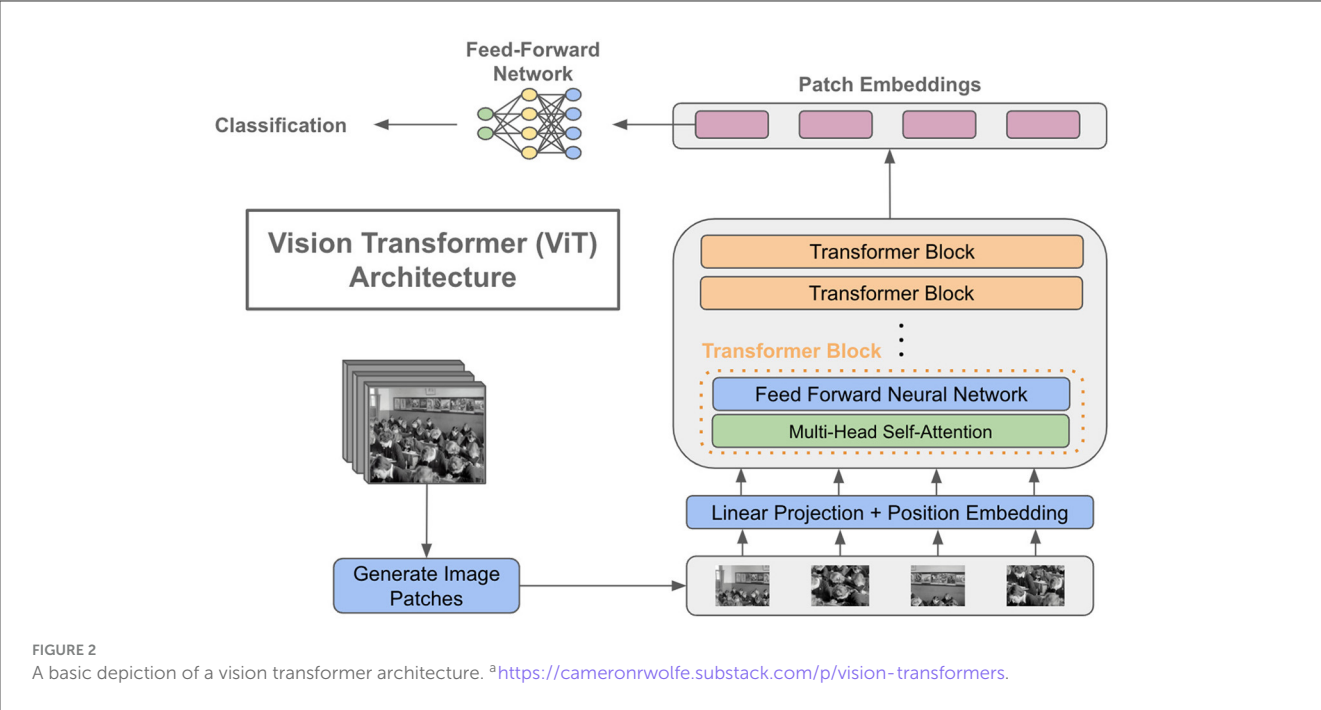 Feed-Forward
Network
Patch Embeddings
Classification
Vision Transformer (ViT)
Architecture
Transformer Block
Transformer Block
Transformer Block
Feed Forward Neural Network
Multi-Head Self-Attention
Linear Projection + Position Embedding
Generate Image
Patches
FIGURE 2
A basic depiction of a vision transformer architecture. ᵃhttps://cameronrwolfe.substack.com/p/vision-transformers.